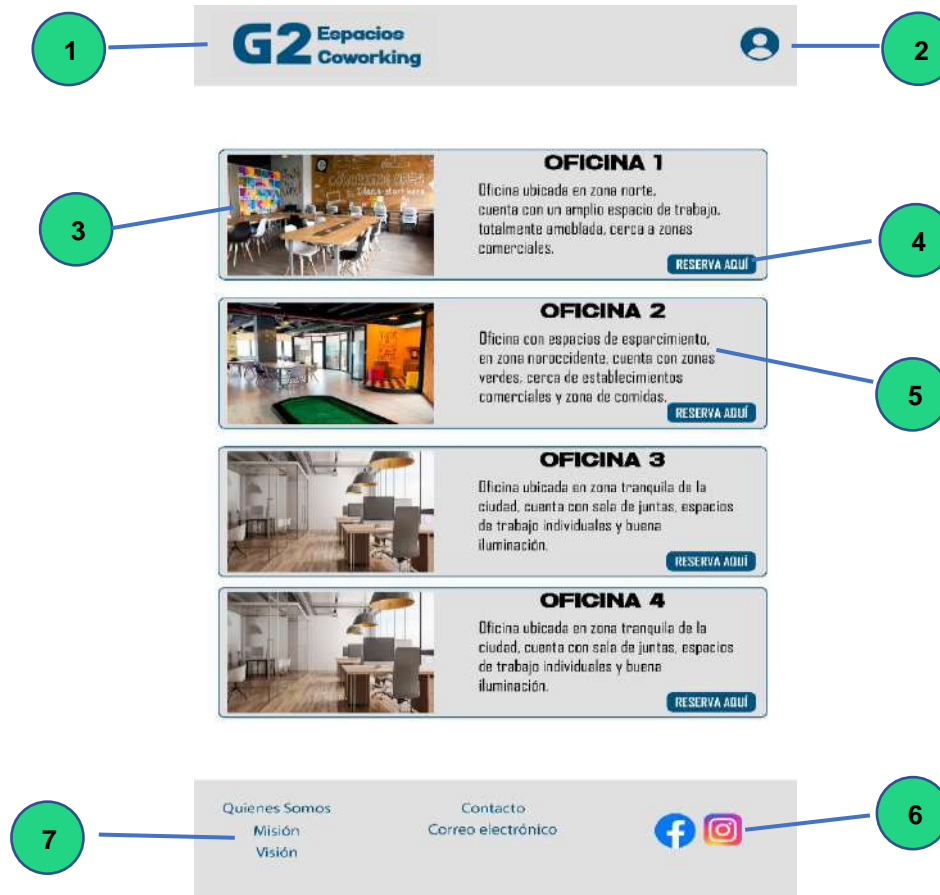 1
G2 Espacios
Coworking
2
3
OFICINA 1
Oficina ubicada en zona norte,
cuenta con un amplio espacio de trabajo,
totalmente amoblada, cerca a zonas
comerciales.
RESERVA AQUÍ
4
OFICINA 2
Oficina con espacios de esparcimiento,
en zona noroccidente, cuenta con zonas
verdes, cerca de establecimientos
comerciales y zona de comidas.
RESERVA AQUÍ
5
OFICINA 3
Oficina ubicada en zona tranquila de la
ciudad, cuenta con sala de juntas, espacios
de trabajo individuales y buena
iluminación.
RESERVA AQUÍ
OFICINA 4
Oficina ubicada en zona tranquila de la
ciudad, cuenta con sala de juntas, espacios
de trabajo individuales y buena
iluminación.
RESERVA AQUÍ
Quienes Somos
Misión
Visión
Contacto
Correo electrónico
6
7